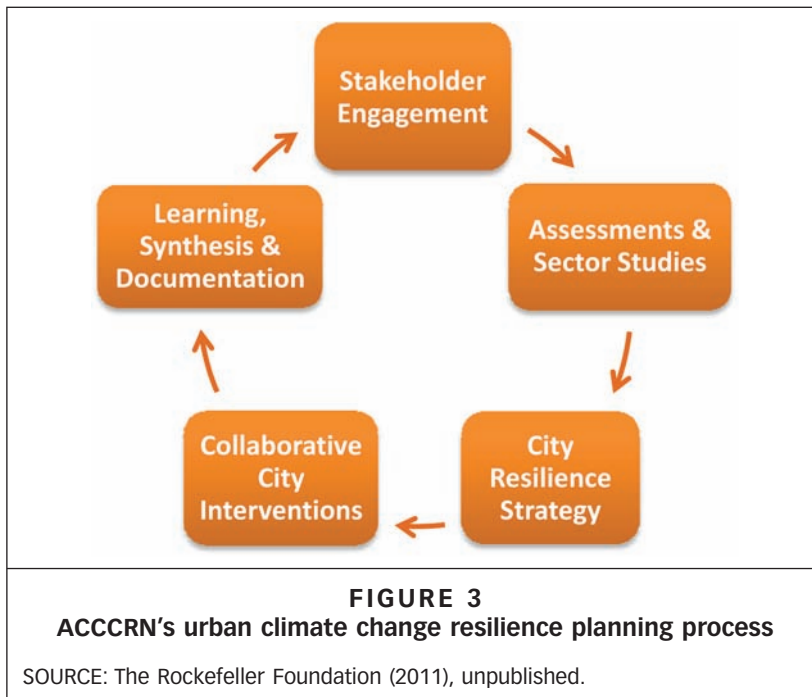 Stakeholder
Engagement
Assessments &
Sector Studies
City
Resilience
Strategy
Collaborative
City
Interventions
Learning,
Synthesis &
Documentation
FIGURE 3
ACCCRN's urban climate change resilience planning process
SOURCE: The Rockefeller Foundation (2011), unpublished.